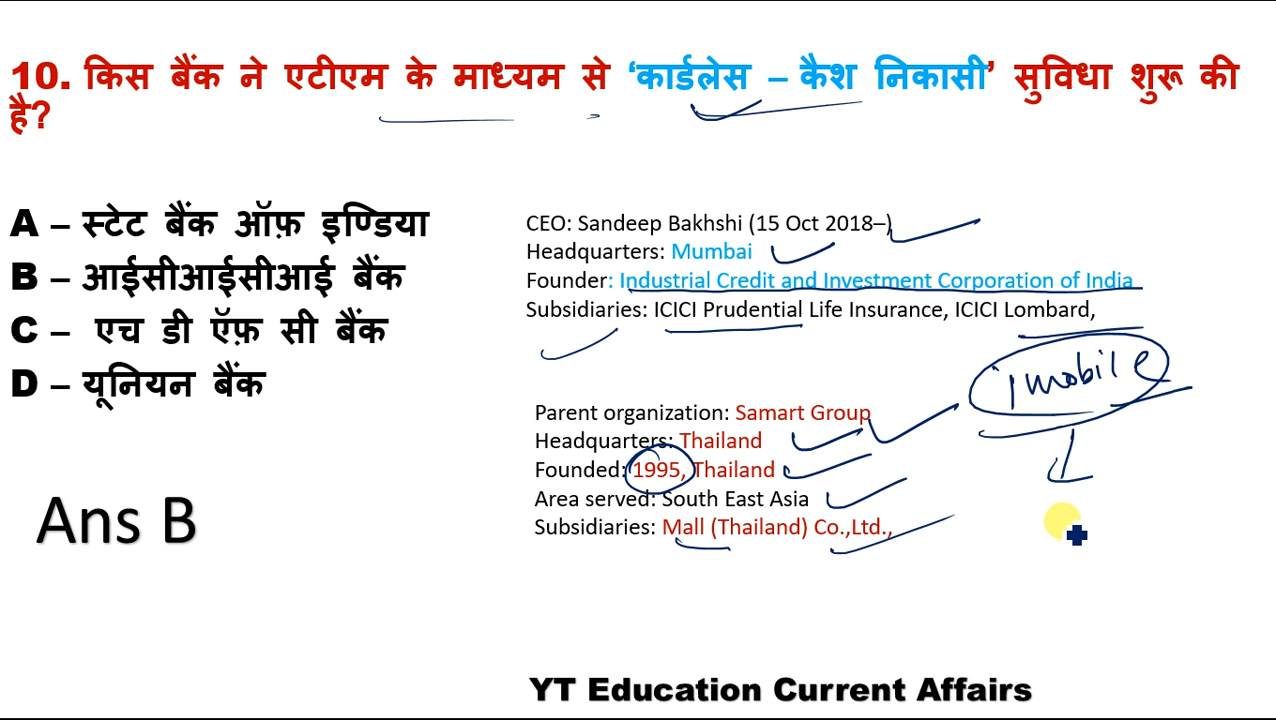 10. किस बैंक ने एटीएम के माध्यम से ‘कार्डलेस – कैश निकासी’ सुविधा शुरू की
है?
A – स्टेट बैंक ऑफ़ इण्डिया
B – आईसीआईसीआई बैंक
C – एच डी ऍफ़ सी बैंक
D – यूनियन बैंक
Ans B
CEO: Sandeep Bakhshi (15 Oct 2018–)
Headquarters: Mumbai
Founder: Industrial Credit and Investment Corporation of India
Subsidiaries: ICICI Prudential Life Insurance, ICICI Lombard,
imobile
Parent organization: Samart Group
Headquarters: Thailand
Founded: 1995, Thailand
Area served: South East Asia
Subsidiaries: Mall (Thailand) Co.,Ltd.,
YT Education Current Affairs